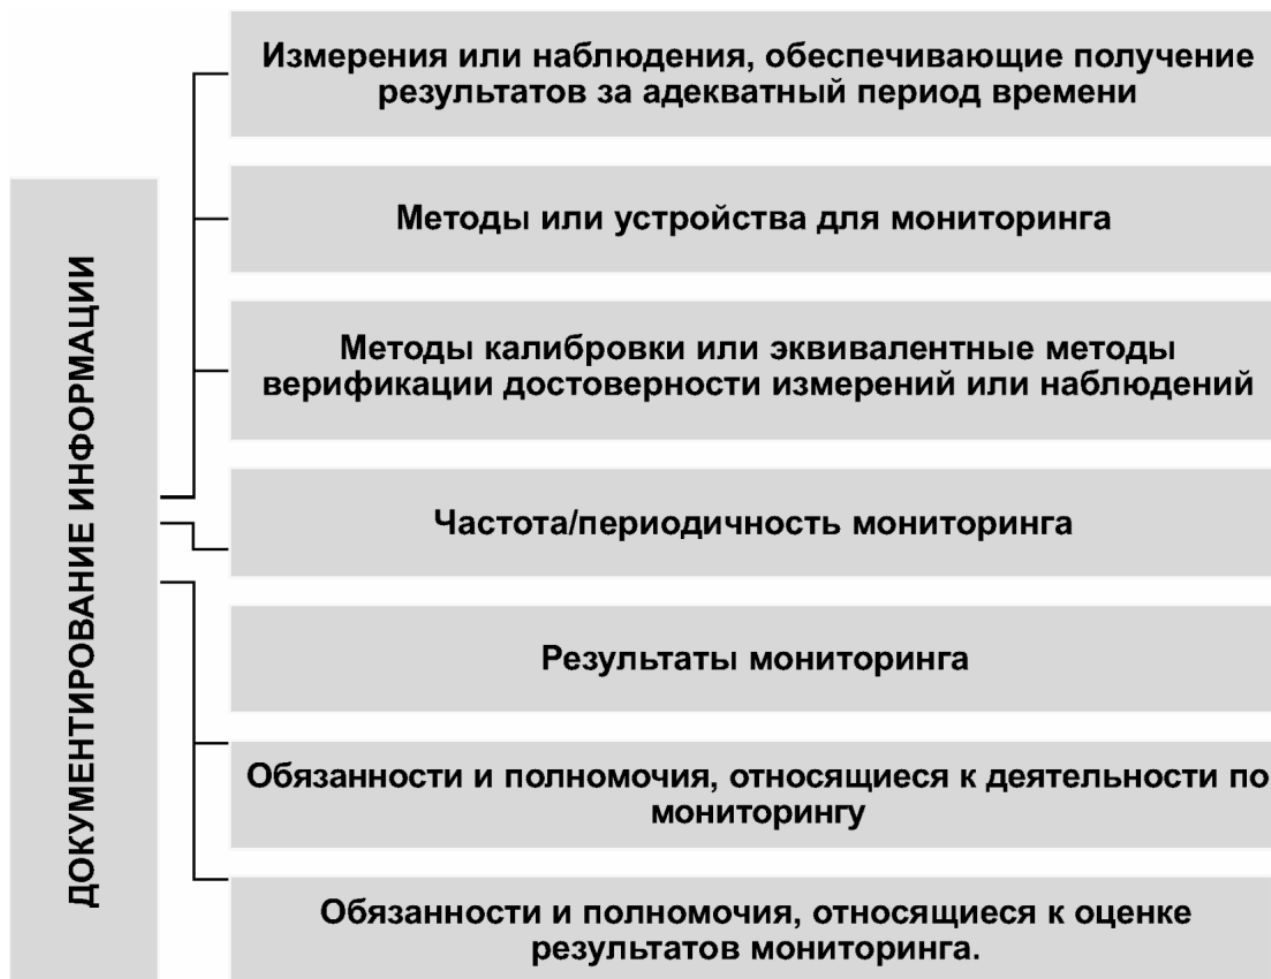 ДОКУМЕНТИРОВАНИЕ ИНФОРМАЦИИ
Измерения или наблюдения, обеспечивающие получение
результатов за адекватный период времени
Методы или устройства для мониторинга
Методы калибровки или эквивалентные методы
верификации достоверности измерений или наблюдений
Частота/периодичность мониторинга
Результаты мониторинга
Обязанности и полномочия, относящиеся к деятельности по
мониторингу
Обязанности и полномочия, относящиеся к оценке
результатов мониторинга.